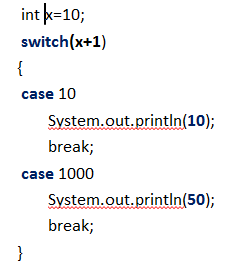 int x=10;
switch(x+1)
{
case 10
System.out.println(10);
break;
case 1000
System.out.println(50);
break;
}